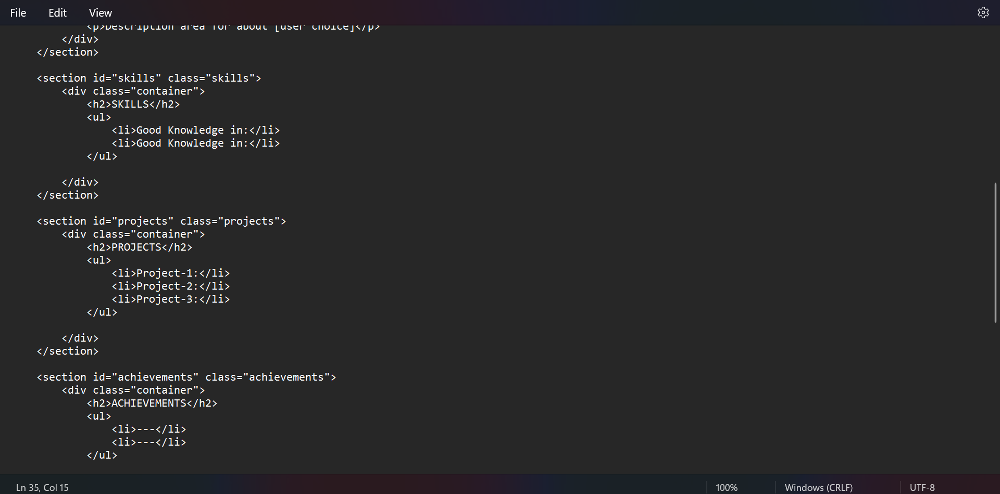 File Edit View
<p>Description area for about [user choice]</p>
</div>
</section>
<section id="skills" class="skills">
<div class="container">
<h2>SKILLS</h2>
<ul>
<li>Good Knowledge in:</li>
<li>Good Knowledge in:</li>
</ul>
</div>
</section>
<section id="projects" class="projects">
<div class="container">
<h2>PROJECTS</h2>
<ul>
<li>Project-1:</li>
<li>Project-2:</li>
<li>Project-3:</li>
</ul>
</div>
</section>
<section id="achievements" class="achievements">
<div class="container">
<h2>ACHIEVEMENTS</h2>
<ul>
<li>---</li>
<li>---</li>
</ul>
Ln 35, Col 15 100% Windows (CRLF) UTF-8